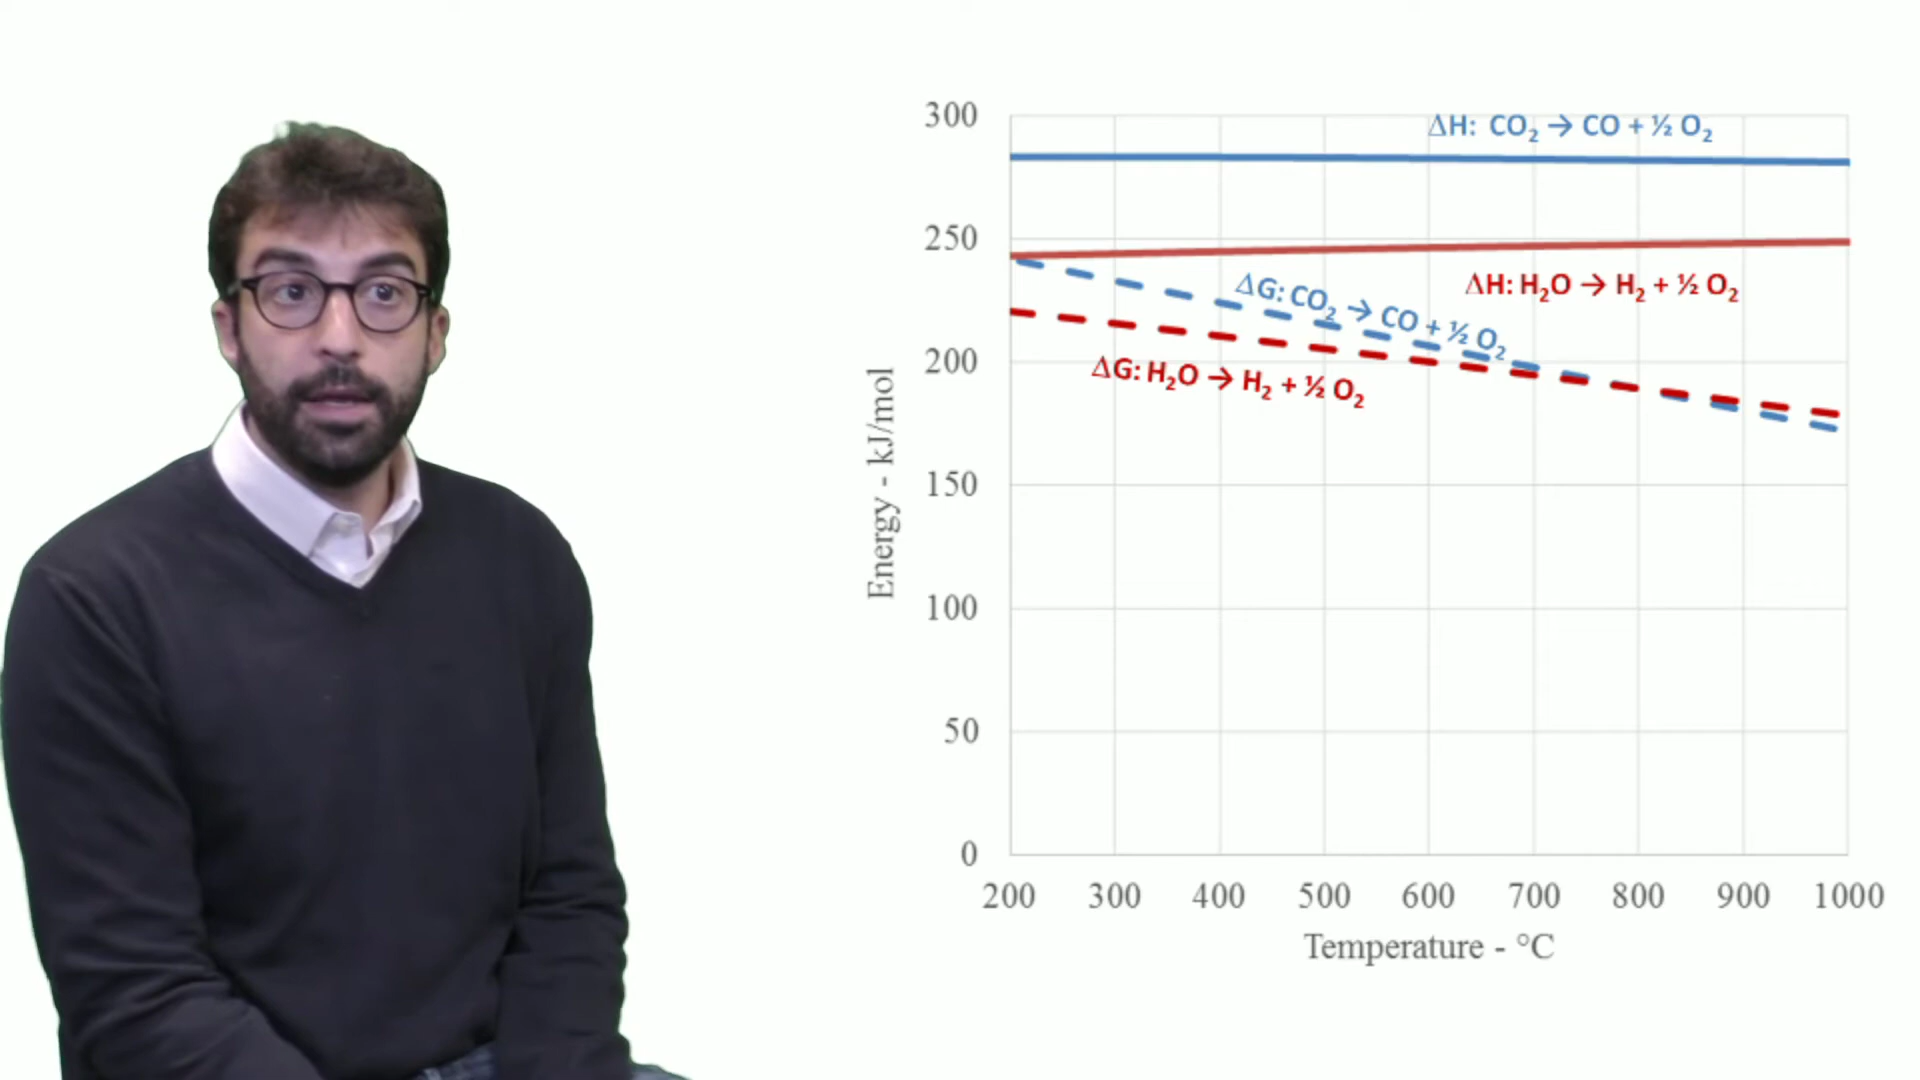 300
250
200
150
100
50
0
Energy - kJ/mol
ΔH: CO₂ → CO + ½ O₂
ΔH: H₂O → H₂ + ½ O₂
ΔG: CO₂ → CO + ½ O₂
ΔG: H₂O → H₂ + ½ O₂
200 300 400 500 600 700 800 900 1000
Temperature - °C